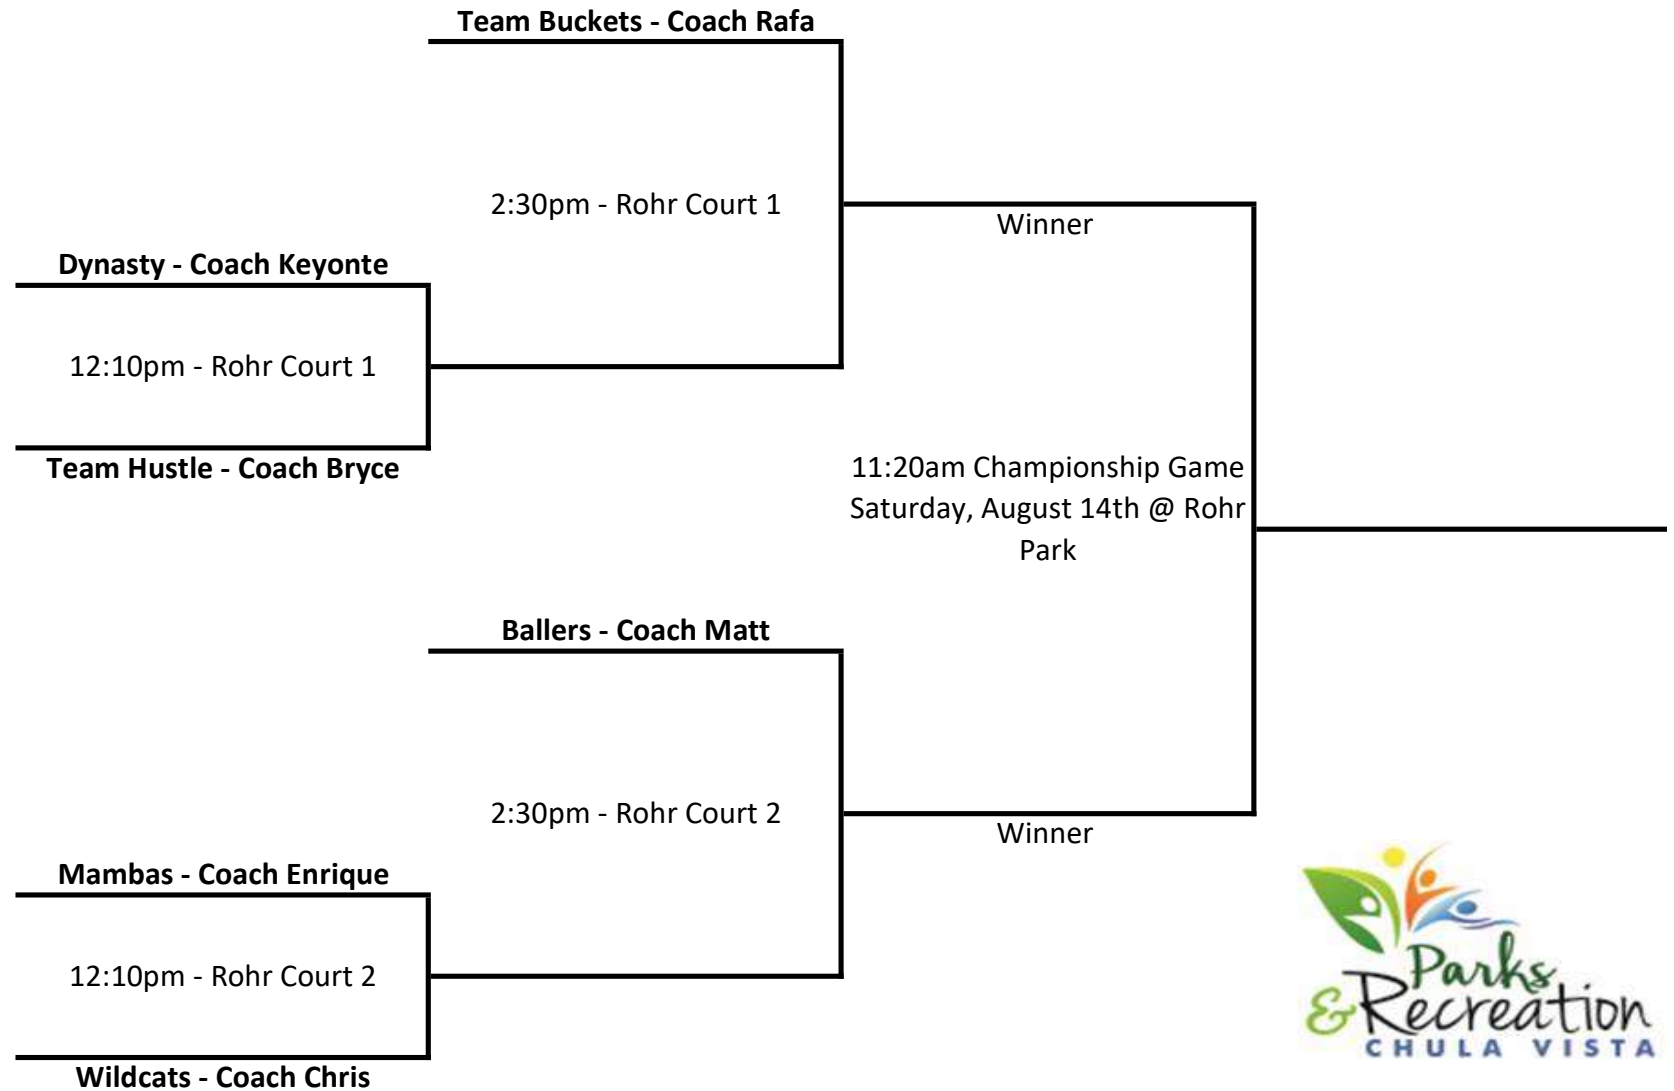 Team Buckets - Coach Rafa
2:30pm - Rohr Court 1
Winner
Dynasty - Coach Keyonte
12:10pm - Rohr Court 1
Team Hustle - Coach Bryce
11:20am Championship Game
Saturday, August 14th @ Rohr
Park
Ballers - Coach Matt
2:30pm - Rohr Court 2
Winner
Mambas - Coach Enrique
12:10pm - Rohr Court 2
Wildcats - Coach Chris
Parks
& Recreation
CHULA VISTA